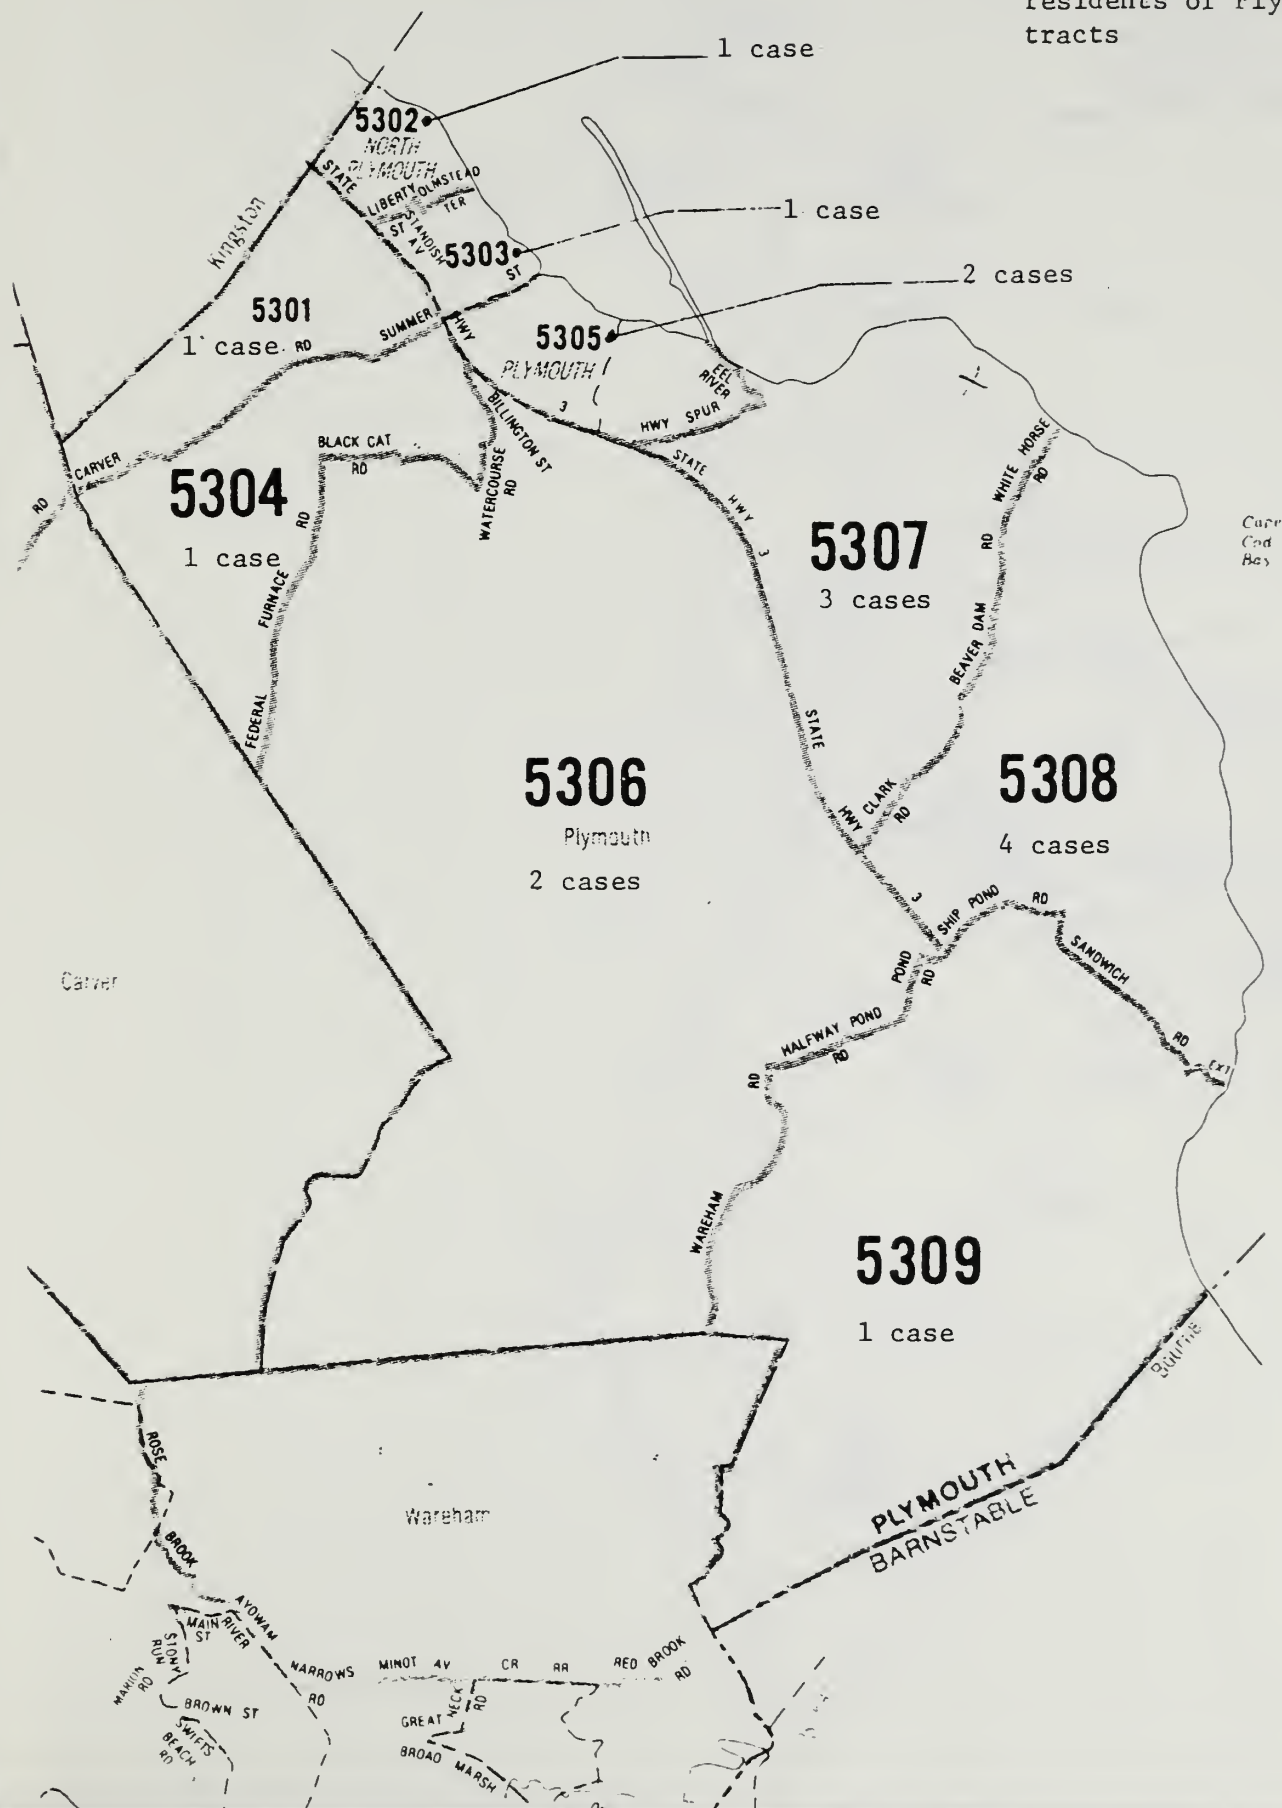 residents of Ply
tracts
1 case
5302
NORTH
PLYMOUTH
STATE
LIBERTY
OLMSTEAD
ST
STANDISH
AV
TER
1 case
5303
ST
Kingston
2 cases
5301
1 case
RD
SUMMER
HWY
5305
PLYMOUTH
EEL
RIVER
3
HWY SPUR
BILLINGTON ST
CARVER
RD
BLACK CAT
RD
WATERCOURSE
RD
STATE
HWY
3
WHITE HORSE
RD
5304
1 case
RD
FURNACE
FEDERAL
5307
3 cases
RD
BEAVER DAM
Cod
Bay
STATE
HWY
CLARK
RD
5306
Plymouth
2 cases
5308
4 cases
3
SHIP POND
RD
SANDWICH
RD
EXT
Carver
POND
RD
HALFWAY POND
RD
RD
WAREHAM
5309
1 case
Bourne
PLYMOUTH
BARNSTABLE
ROSE
BROOK
Wareham
MAIN
ST
RIVER
STONY
RUN
MARION
RD
BROWN ST
SWIFTS
BEACH
RD
NARROWS
RD
MINOT AV
CR RR
RED BROOK
RD
GREAT
NECK
RD
BROAD MARSH